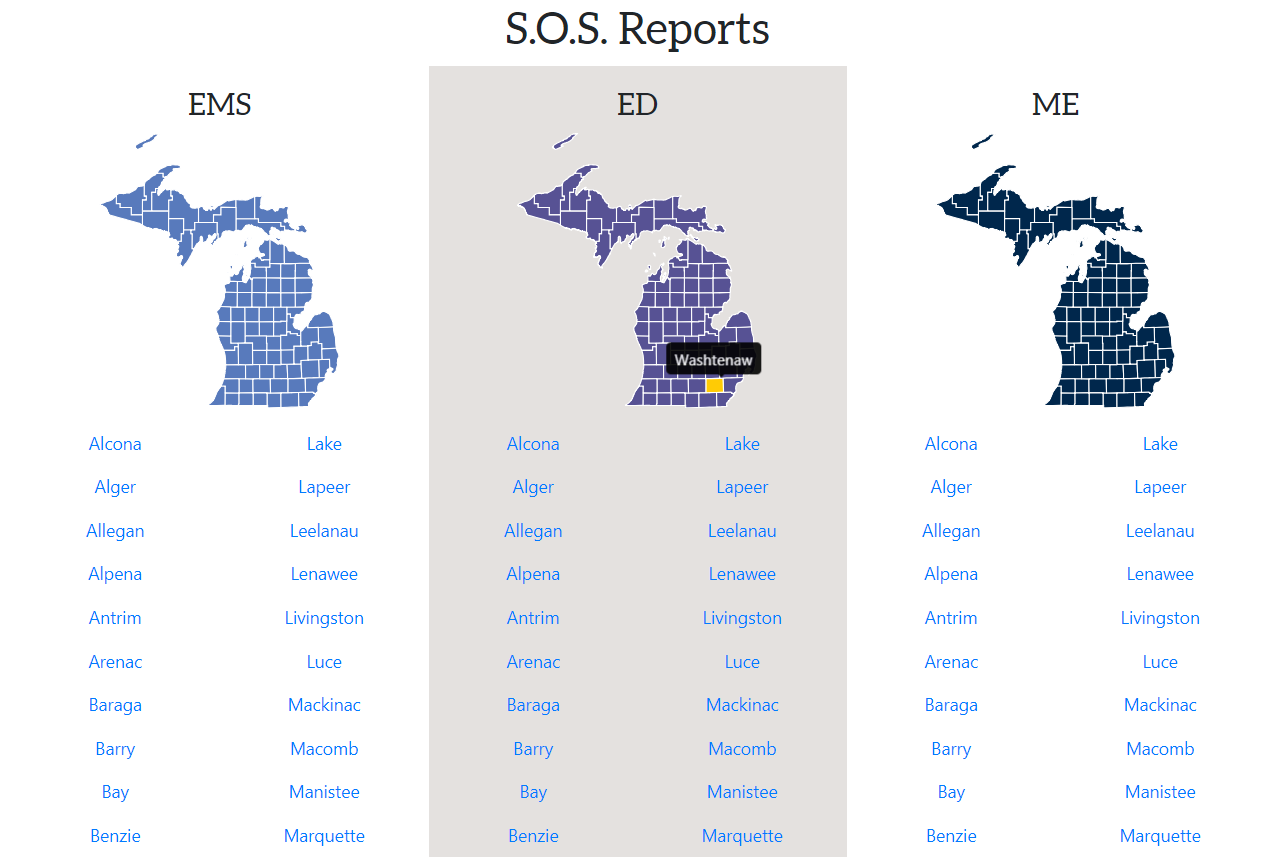 S.O.S. Reports
EMS
ED
ME
Washtenaw
Alcona Lake Alcona Lake Alcona Lake
Alger Lapeer Alger Lapeer Alger Lapeer
Allegan Leelanau Allegan Leelanau Allegan Leelanau
Alpena Lenawee Alpena Lenawee Alpena Lenawee
Antrim Livingston Antrim Livingston Antrim Livingston
Arenac Luce Arenac Luce Arenac Luce
Baraga Mackinac Baraga Mackinac Baraga Mackinac
Barry Macomb Barry Macomb Barry Macomb
Bay Manistee Bay Manistee Bay Manistee
Benzie Marquette Benzie Marquette Benzie Marquette